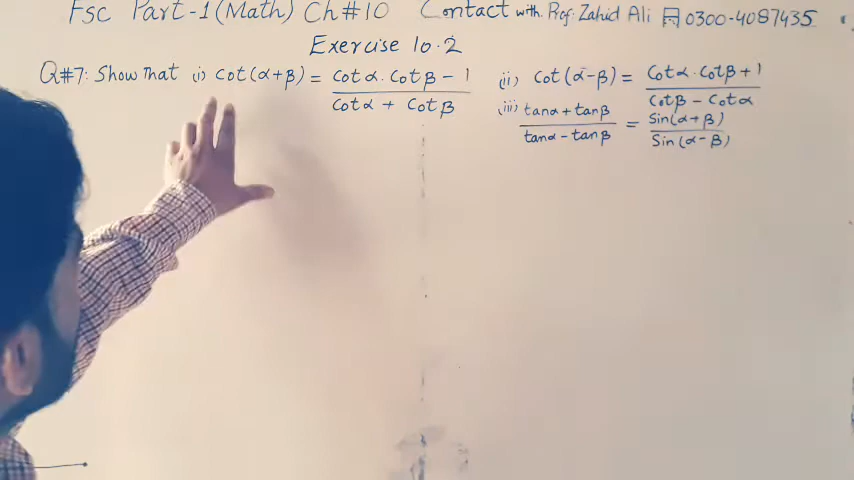 Fsc Part-1 (Math) Ch#10 Contact with Prof: Zahid Ali 0300-4087435
Exercise 10.2
Q#7: Show that (i) Cot(α+β) = (Cotα.Cotβ-1)/(Cotα + Cotβ) (ii) Cot(α-β) = (Cotα.Cotβ+1)/(Cotβ-Cotα)
(iii) (tanα+tanβ)/(tanα-tanβ) = Sin(α+β)/Sin(α-β)